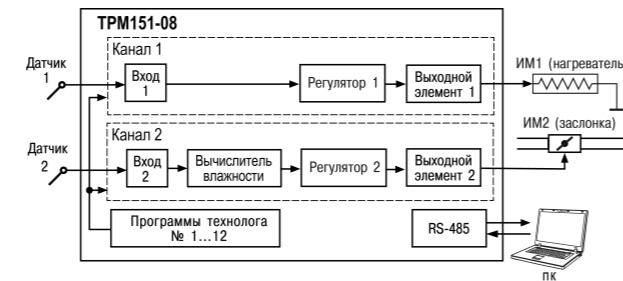 ТРМ151-08
Канал 1
Датчик
1
Вход
1
Регулятор 1
Выходной
элемент 1
ИМ1 (нагреватель
Канал 2
ИМ2 (заслонка)
Датчик
2
Вход
2
Вычислитель
влажности
Регулятор 2
Выходной
элемент 2
Программы технолога
№ 1...12
RS-485
ПК